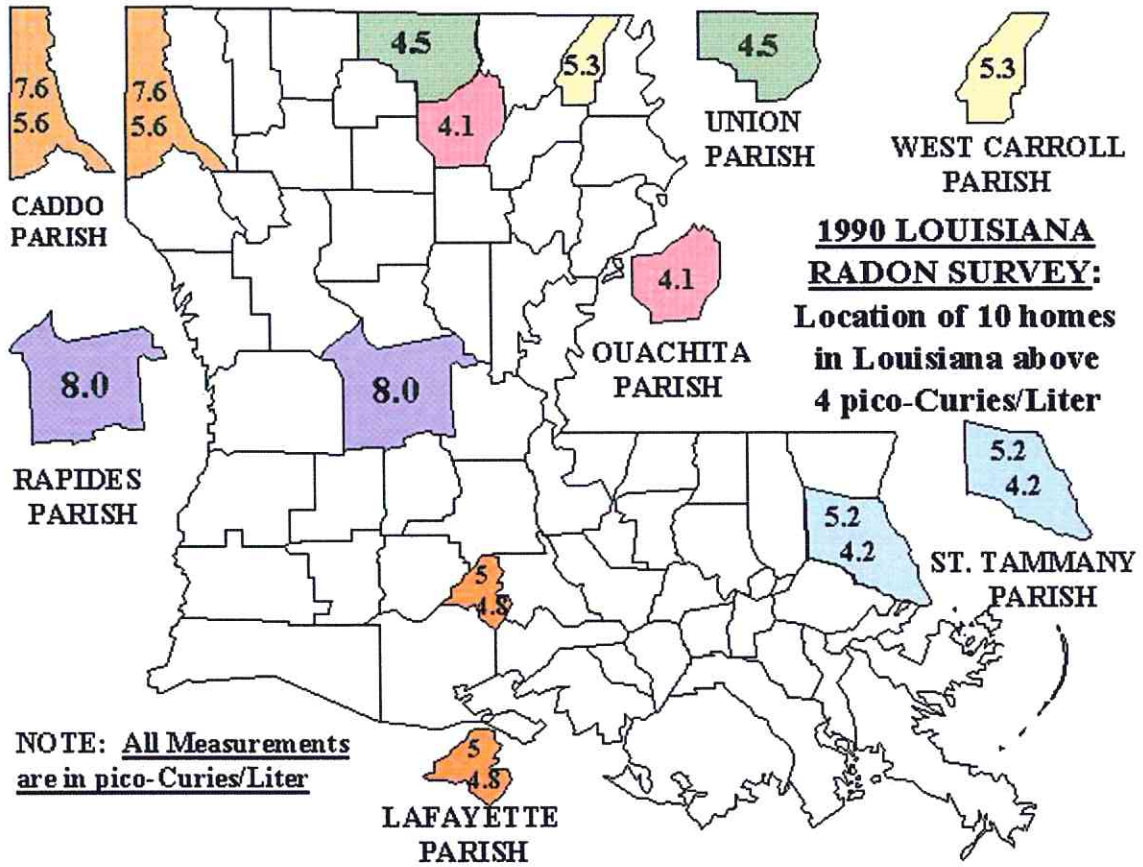 7.6
5.6
CADDO
PARISH
7.6
5.6
4.5
4.1
5.3
4.5
UNION
PARISH
5.3
WEST CARROLL
PARISH
1990 LOUISIANA
RADON SURVEY:
Location of 10 homes
in Louisiana above
4 pico-Curies/Liter
4.1
OUACHITA
PARISH
8.0
RAPIDES
PARISH
8.0
5.2
4.2
5.2
4.2
ST. TAMMANY
PARISH
5
4.8
NOTE: All Measurements
are in pico-Curies/Liter
5
4.8
LAFAYETTE
PARISH